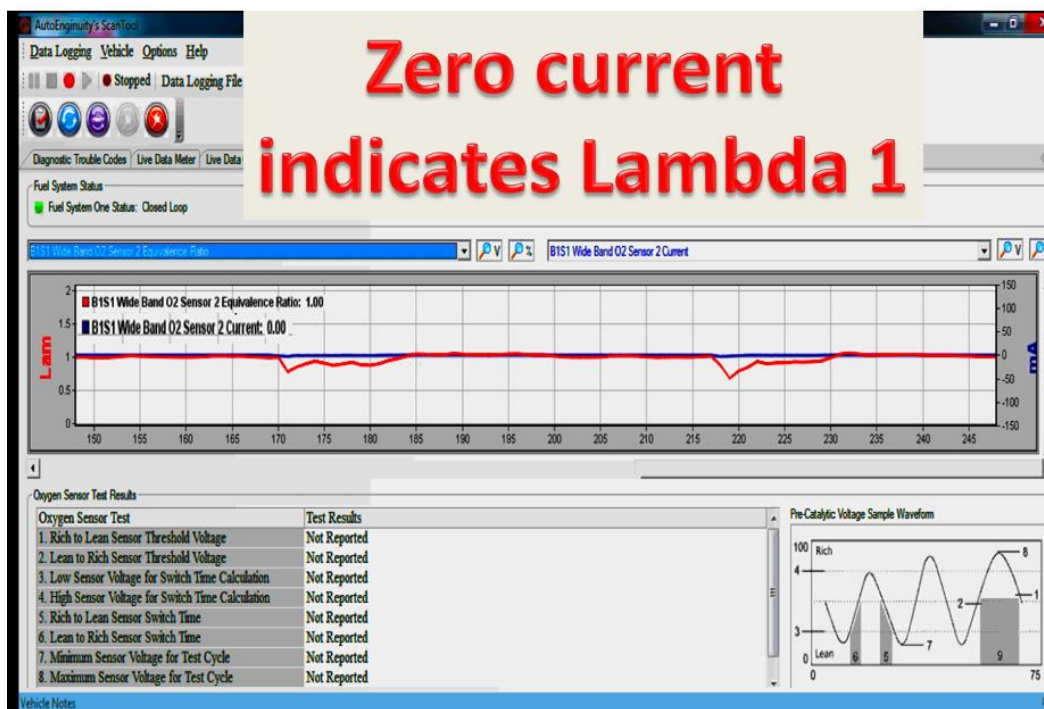 AutoEnginuity's ScanTool
Zero current
indicates Lambda 1
Data Logging Vehicle Options Help
Stopped Data Logging File
Diagnostic Trouble Codes Live Data Meter Live Data
Fuel System Status
Fuel System One Status: Closed Loop
B1S1 Wide Band O2 Sensor 2 Equivalence Ratio V % B1S1 Wide Band O2 Sensor 2 Current V
B1S1 Wide Band O2 Sensor 2 Equivalence Ratio: 1.00
B1S1 Wide Band O2 Sensor 2 Current: 0.00
2
1.5
1
0.5
0
Lam
150
100
50
0
-50
-100
-150
mA
150 155 160 165 170 175 180 185 190 195 200 205 210 215 220 225 230 235 240 245
Oxygen Sensor Test Results
Oxygen Sensor Test Test Results
1. Rich to Lean Sensor Threshold Voltage Not Reported
2. Lean to Rich Sensor Threshold Voltage Not Reported
3. Low Sensor Voltage for Switch Time Calculation Not Reported
4. High Sensor Voltage for Switch Time Calculation Not Reported
5. Rich to Lean Sensor Switch Time Not Reported
6. Lean to Rich Sensor Switch Time Not Reported
7. Minimum Sensor Voltage for Test Cycle Not Reported
8. Maximum Sensor Voltage for Test Cycle Not Reported
Pre-Catalytic Voltage Sample Waveform
100 Rich 8
4
2 1
3 7
0 Lean 6 5 9
0 75
Vehicle Notes